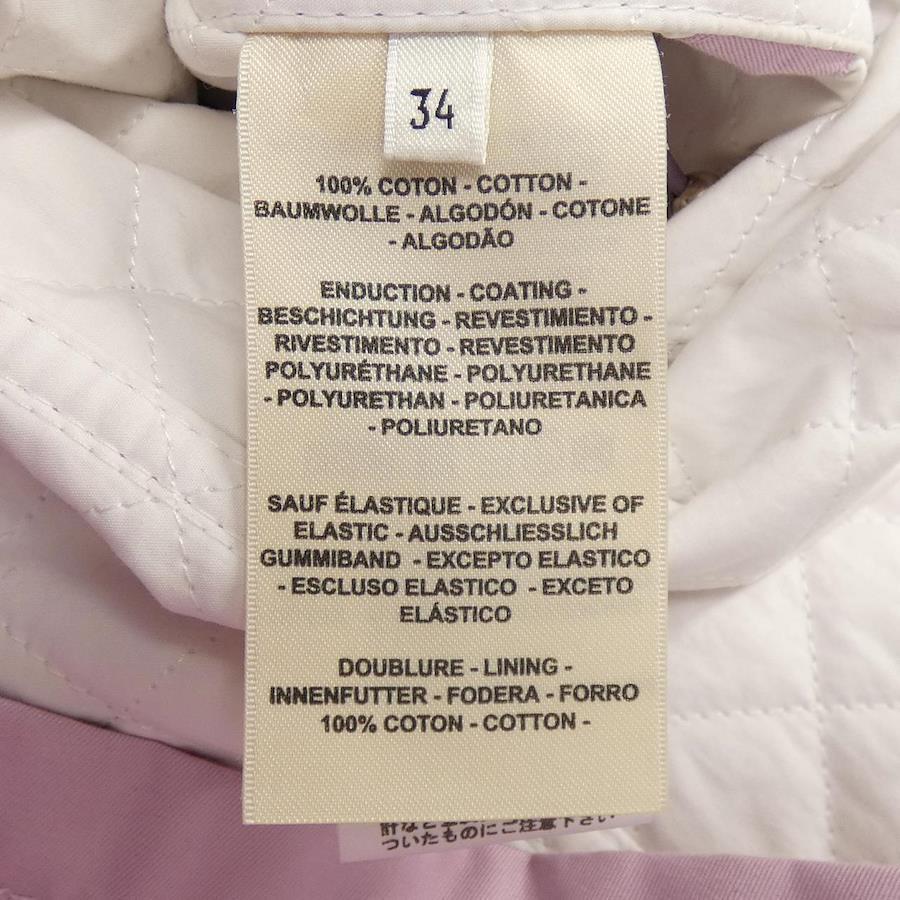 34
100% COTON - COTTON -
BAUMWOLLE - ALGODÓN - COTONE
- ALGODÃO
ENDUCTION - COATING -
BESCHICHTUNG - REVESTIMIENTO -
RIVESTIMENTO - REVESTIMENTO
POLYURÉTHANE - POLYURETHANE
- POLYURETHAN - POLIURETANICA
- POLIURETANO
SAUF ÉLASTIQUE - EXCLUSIVE OF
ELASTIC - AUSSCHLIESSLICH
GUMMIBAND - EXCEPTO ELASTICO
- ESCLUSO ELASTICO - EXCETO
ELÁSTICO
DOUBLURE - LINING -
INNENFUTTER - FODERA - FORRO
100% COTON - COTTON -
ついたものにご注意下さい